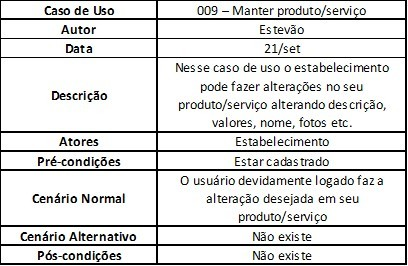 Caso de Uso 009 – Manter produto/serviço
Autor Estevão
Data 21/set
Descrição Nesse caso de uso o estabelecimento
pode fazer alterações no seu
produto/serviço alterando descrição,
valores, nome, fotos etc.
Atores Estabelecimento
Pré-condições Estar cadastrado
Cenário Normal O usuário devidamente logado faz a
alteração desejada em seu
produto/serviço
Cenário Alternativo Não existe
Pós-condições Não existe